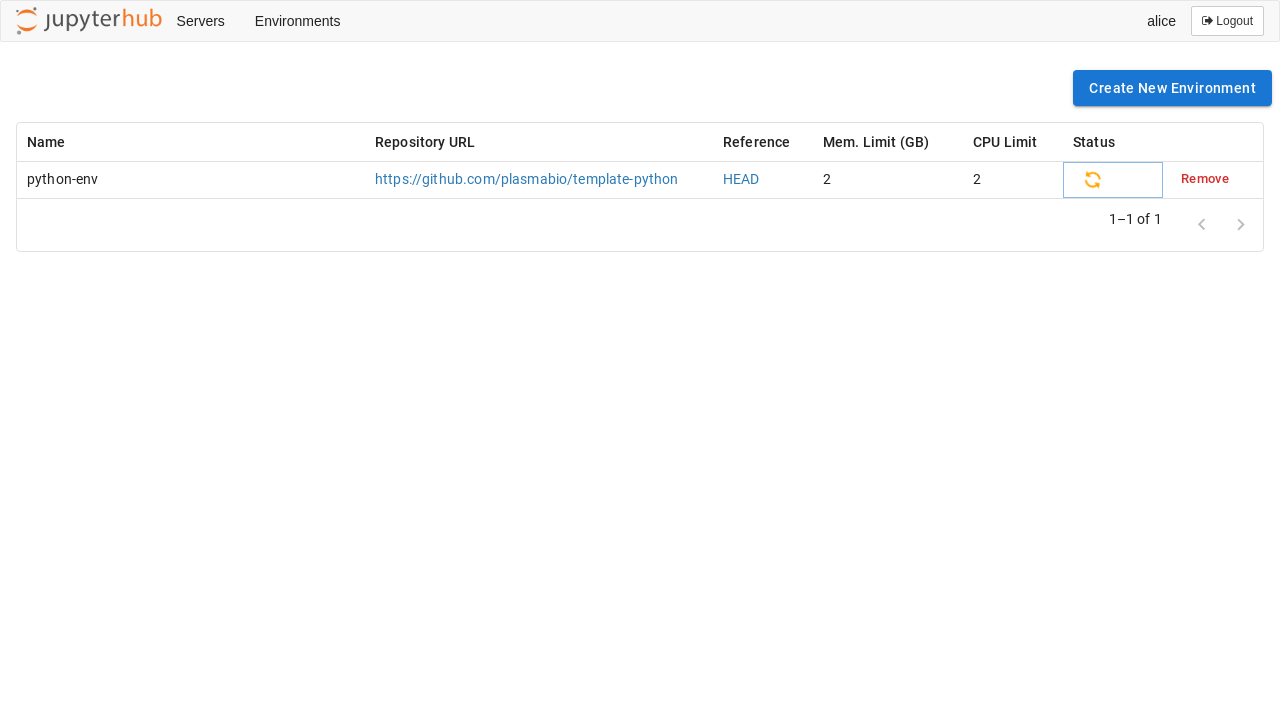 jupyterhub Servers Environments alice Logout
Create New Environment
Name Repository URL Reference Mem. Limit (GB) CPU Limit Status
python-env https://github.com/plasmabio/template-python HEAD 2 2 Remove
1–1 of 1